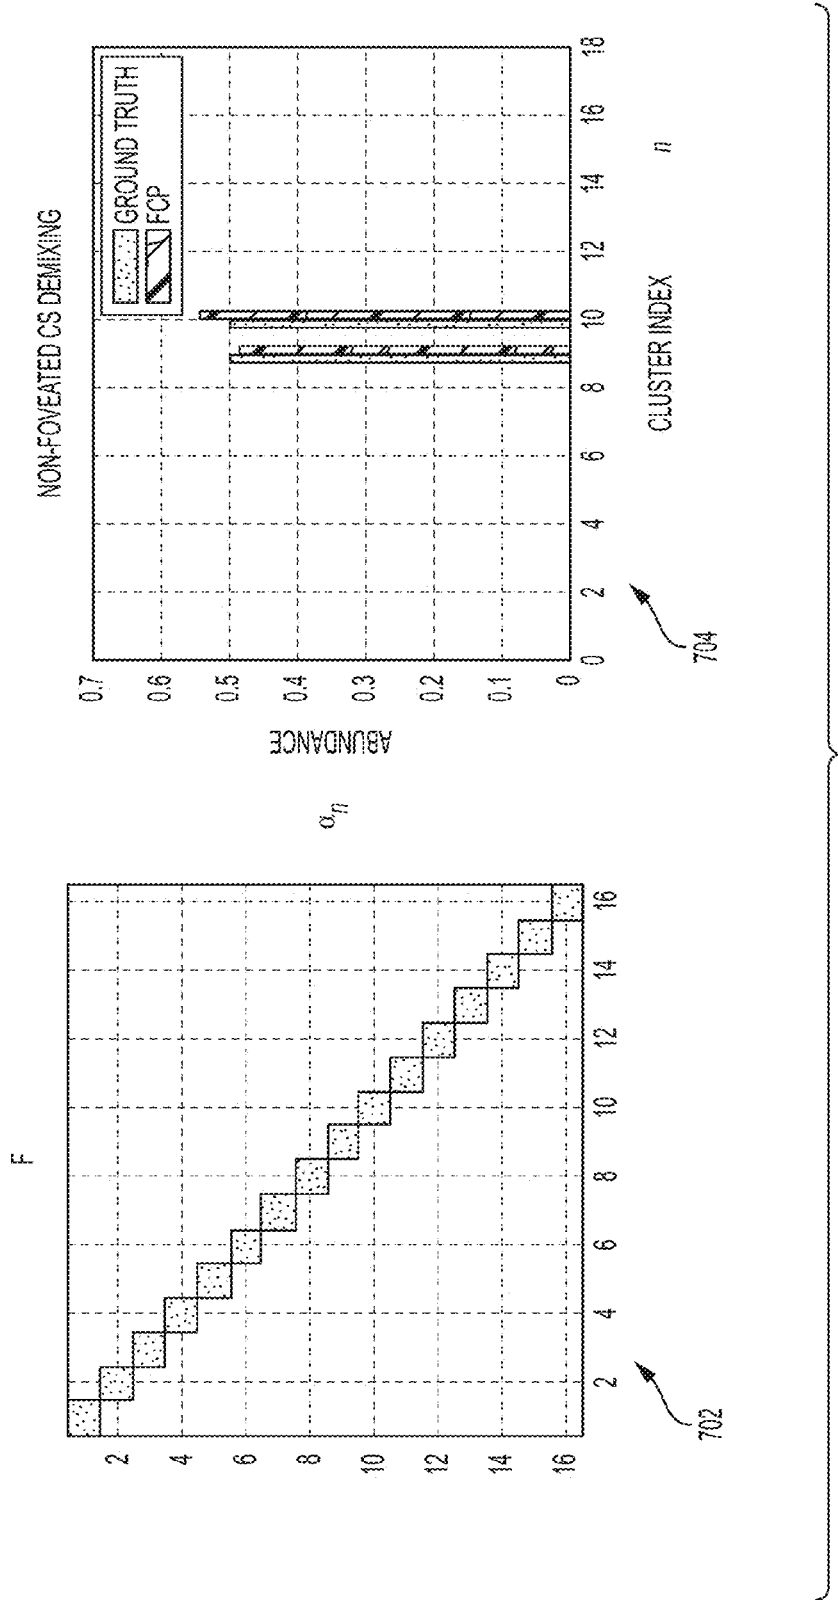 F
2
4
6
8
10
12
14
16
2 4 6 8 10 12 14 16
702
NON-FOVEATED CS DEMIXING
GROUND TRUTH
FCP
αn
ABUNDANCE
0.7
0.6
0.5
0.4
0.3
0.2
0.1
0
0 2 4 6 8 10 12 14 16 18
CLUSTER INDEX n
704